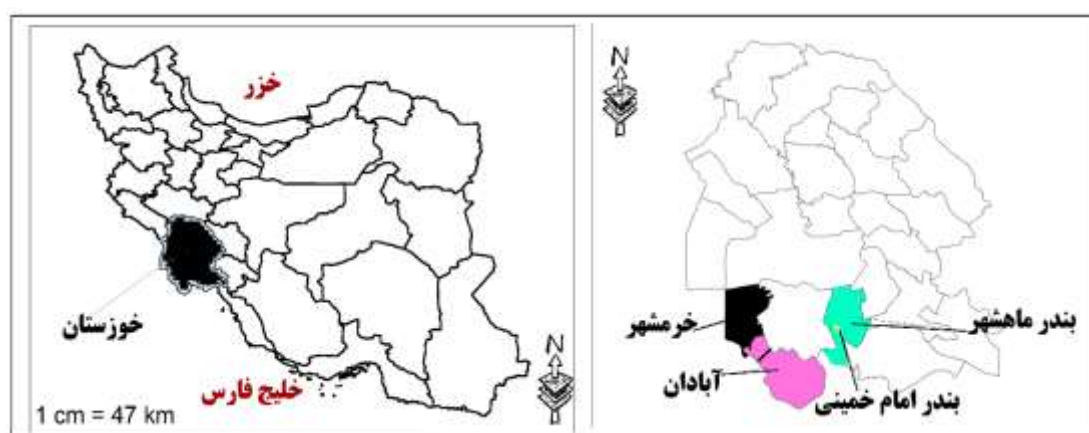 خزر
N
خوزستان
خلیج فارس
N
1 cm = 47 km
N
خرمشهر
بندر ماهشهر
آبادان
بندر امام خمینی